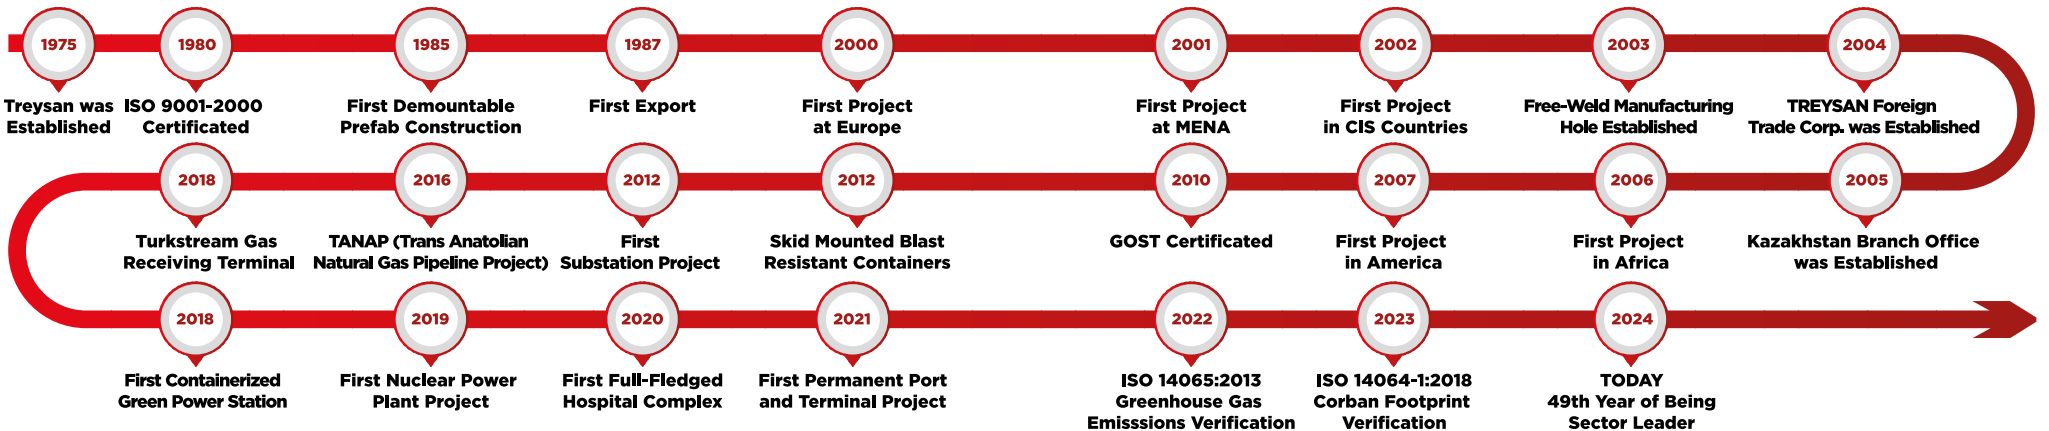 1975
Treysan was
Established
1980
ISO 9001-2000
Certificated
1985
First Demountable
Prefab Construction
1987
First Export
2000
First Project
at Europe
2001
First Project
at MENA
2002
First Project
in CIS Countries
2003
Free-Weld Manufacturing
Hole Established
2004
TREYSAN Foreign
Trade Corp. was Established
2005
Kazakhstan Branch Office
was Established
2006
First Project
in Africa
2007
First Project
in America
2010
GOST Certificated
2012
Skid Mounted Blast
Resistant Containers
2012
First
Substation Project
2016
TANAP (Trans Anatolian
Natural Gas Pipeline Project)
2018
Turkstream Gas
Receiving Terminal
2018
First Containerized
Green Power Station
2019
First Nuclear Power
Plant Project
2020
First Full-Fledged
Hospital Complex
2021
First Permanent Port
and Terminal Project
2022
ISO 14065:2013
Greenhouse Gas
Emisssions Verification
2023
ISO 14064-1:2018
Corban Footprint
Verification
2024
TODAY
49th Year of Being
Sector Leader